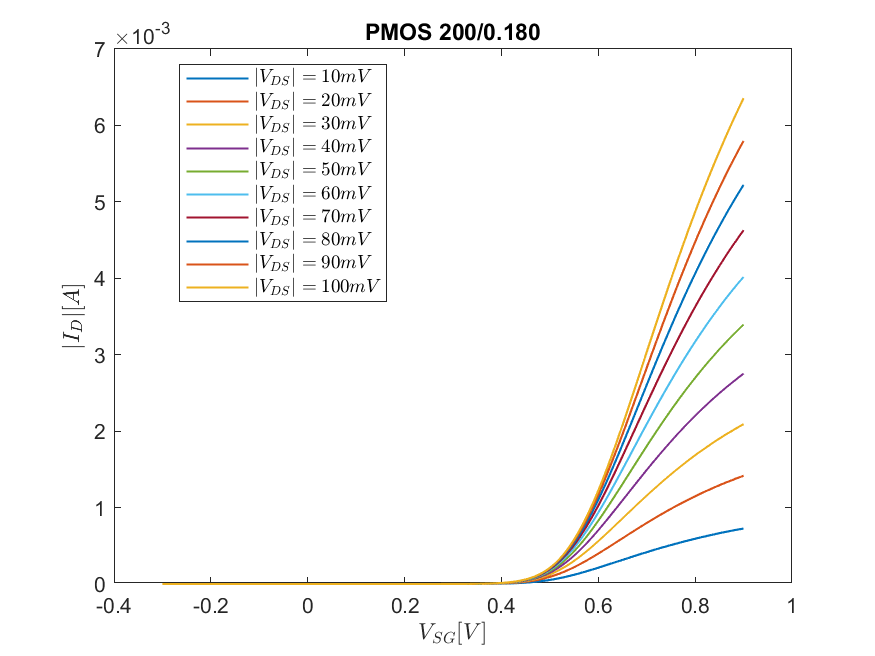 PMOS 200/0.180
×10⁻³
7
6
5
4
3
2
1
0
|I_D|[A]
|V_DS| = 10mV
|V_DS| = 20mV
|V_DS| = 30mV
|V_DS| = 40mV
|V_DS| = 50mV
|V_DS| = 60mV
|V_DS| = 70mV
|V_DS| = 80mV
|V_DS| = 90mV
|V_DS| = 100mV
-0.4 -0.2 0 0.2 0.4 0.6 0.8 1
V_SG[V]